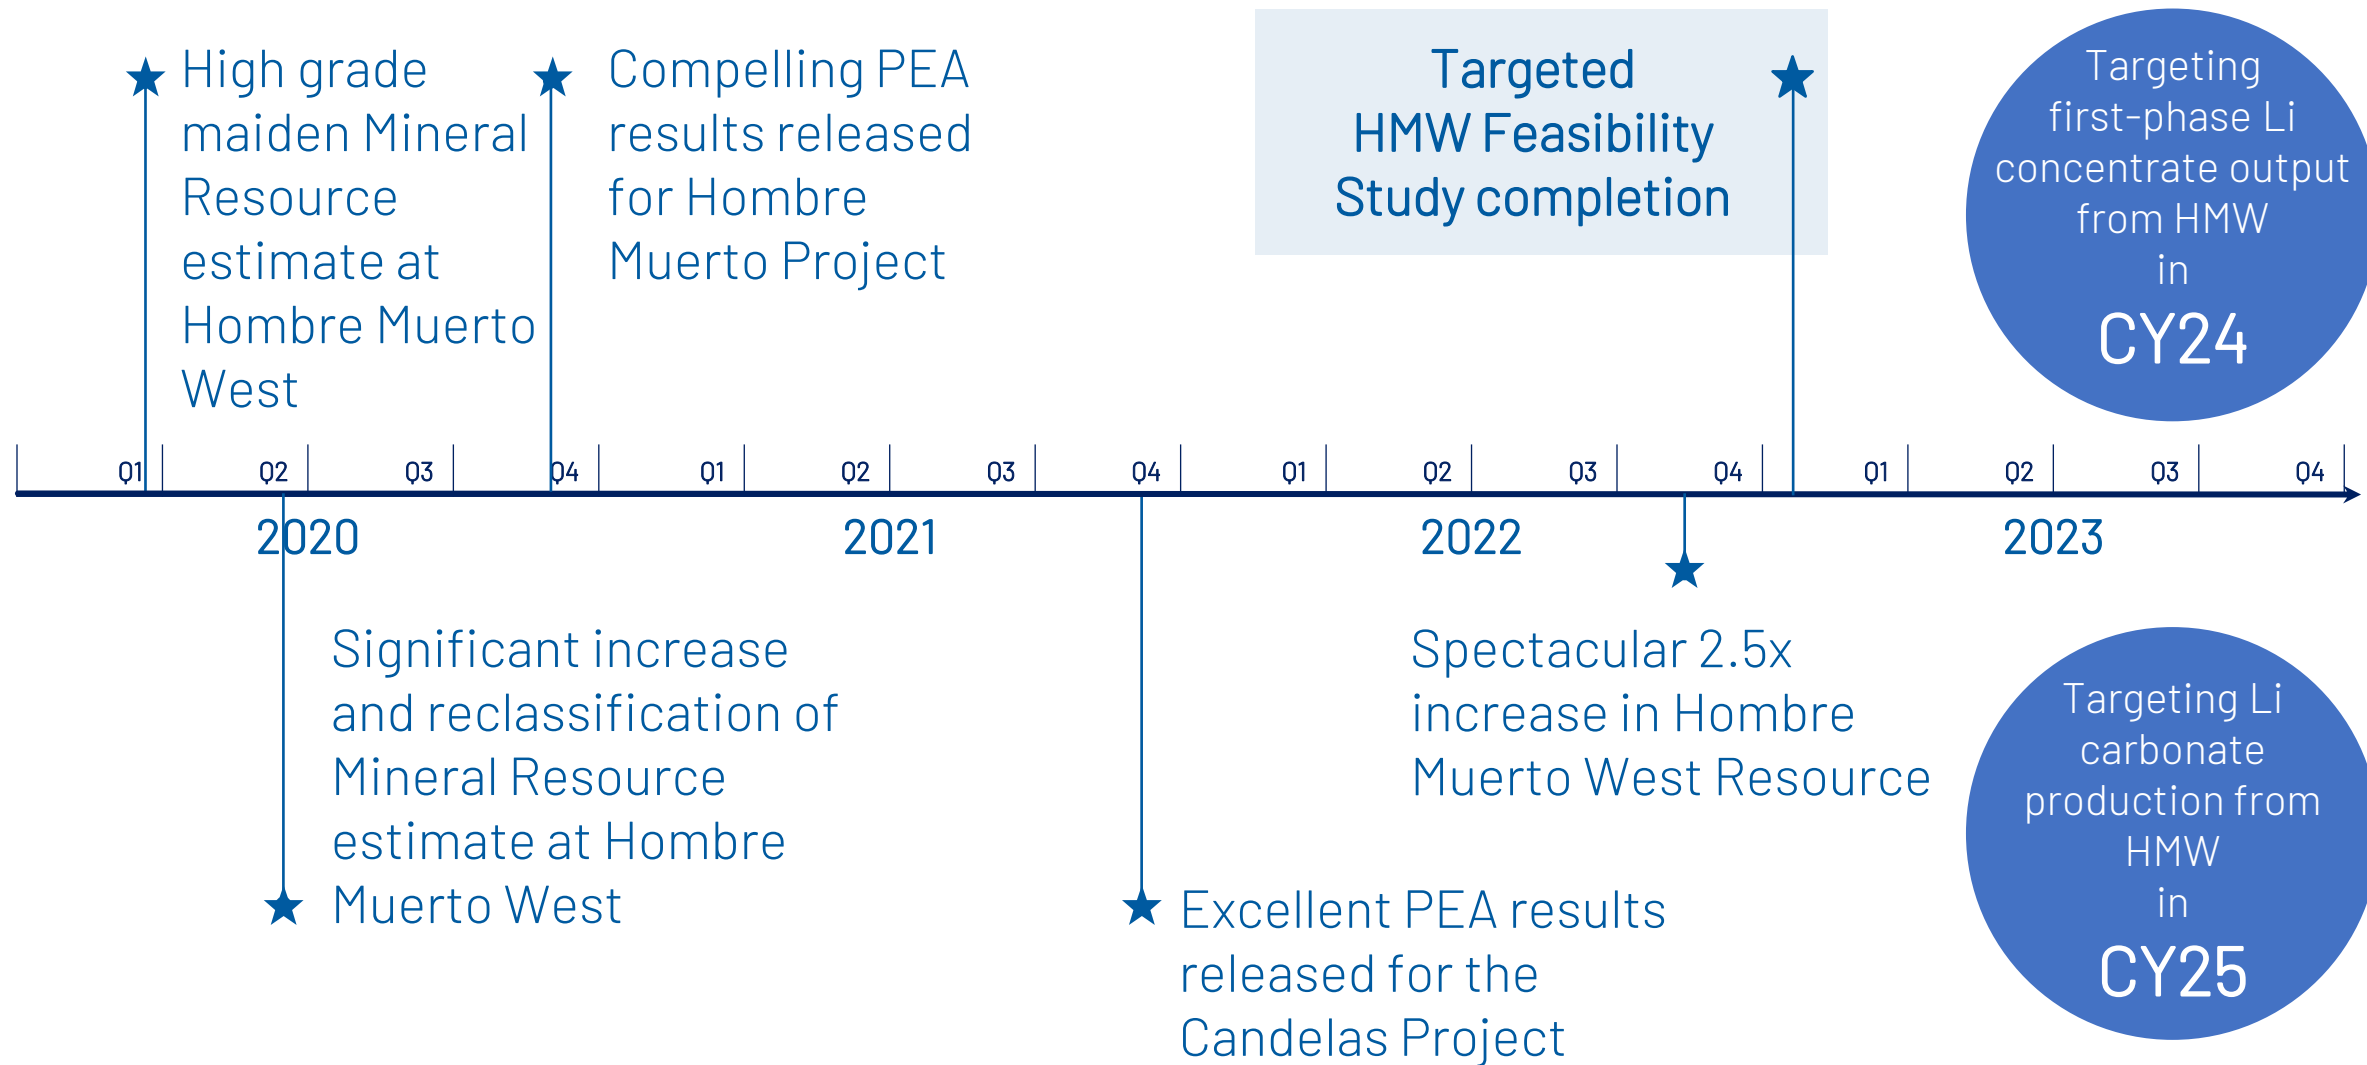 High grade
maiden Mineral
Resource
estimate at
Hombre Muerto
West
Compelling PEA
results released
for Hombre
Muerto Project
Targeted
HMW Feasibility
Study completion
Targeting
first-phase Li
concentrate output
from HMW
in
CY24
Q1 Q2 Q3 Q4 Q1 Q2 Q3 Q4 Q1 Q2 Q3 Q4 Q1 Q2 Q3 Q4
2020 2021 2022 2023
Significant increase
and reclassification of
Mineral Resource
estimate at Hombre
Muerto West
Excellent PEA results
released for the
Candelas Project
Spectacular 2.5x
increase in Hombre
Muerto West Resource
Targeting Li
carbonate
production from
HMW
in
CY25